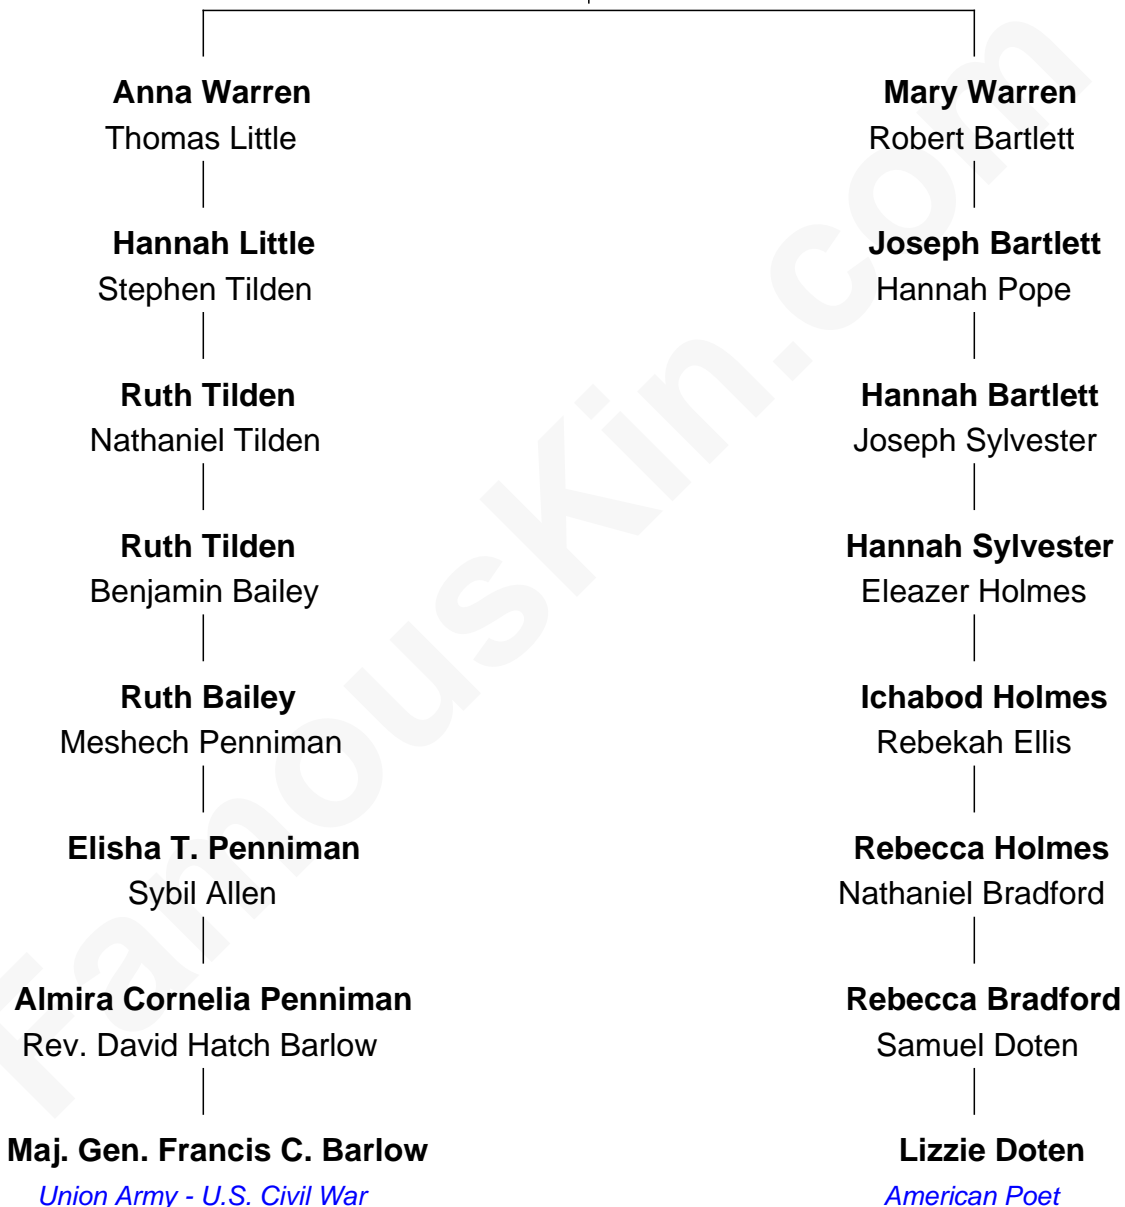 Anna Warren
Thomas Little
Hannah Little
Stephen Tilden
Ruth Tilden
Nathaniel Tilden
Ruth Tilden
Benjamin Bailey
Ruth Bailey
Meshech Penniman
Elisha T. Penniman
Sybil Allen
Almira Cornelia Penniman
Rev. David Hatch Barlow
Maj. Gen. Francis C. Barlow
Union Army - U.S. Civil War
Mary Warren
Robert Bartlett
Joseph Bartlett
Hannah Pope
Hannah Bartlett
Joseph Sylvester
Hannah Sylvester
Eleazer Holmes
Ichabod Holmes
Rebekah Ellis
Rebecca Holmes
Nathaniel Bradford
Rebecca Bradford
Samuel Doten
Lizzie Doten
American Poet
FamousKin.com